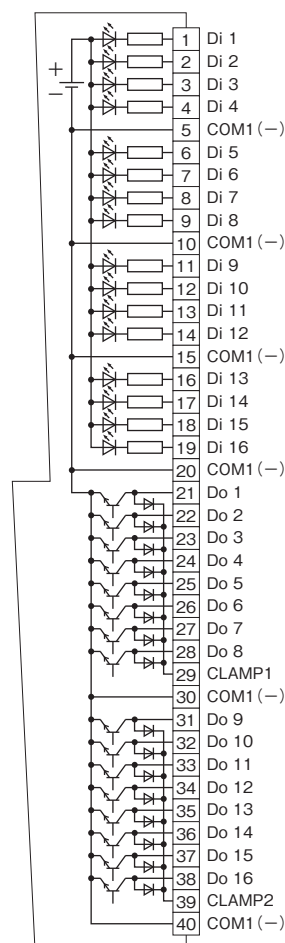 1 Di 1
+
2 Di 2
3 Di 3
−
4 Di 4
5 COM1 (−)
6 Di 5
7 Di 6
8 Di 7
9 Di 8
10 COM1 (−)
11 Di 9
12 Di 10
13 Di 11
14 Di 12
15 COM1 (−)
16 Di 13
17 Di 14
18 Di 15
19 Di 16
20 COM1 (−)
21 Do 1
22 Do 2
23 Do 3
24 Do 4
25 Do 5
26 Do 6
27 Do 7
28 Do 8
29 CLAMP1
30 COM1 (−)
31 Do 9
32 Do 10
33 Do 11
34 Do 12
35 Do 13
36 Do 14
37 Do 15
38 Do 16
39 CLAMP2
40 COM1 (−)